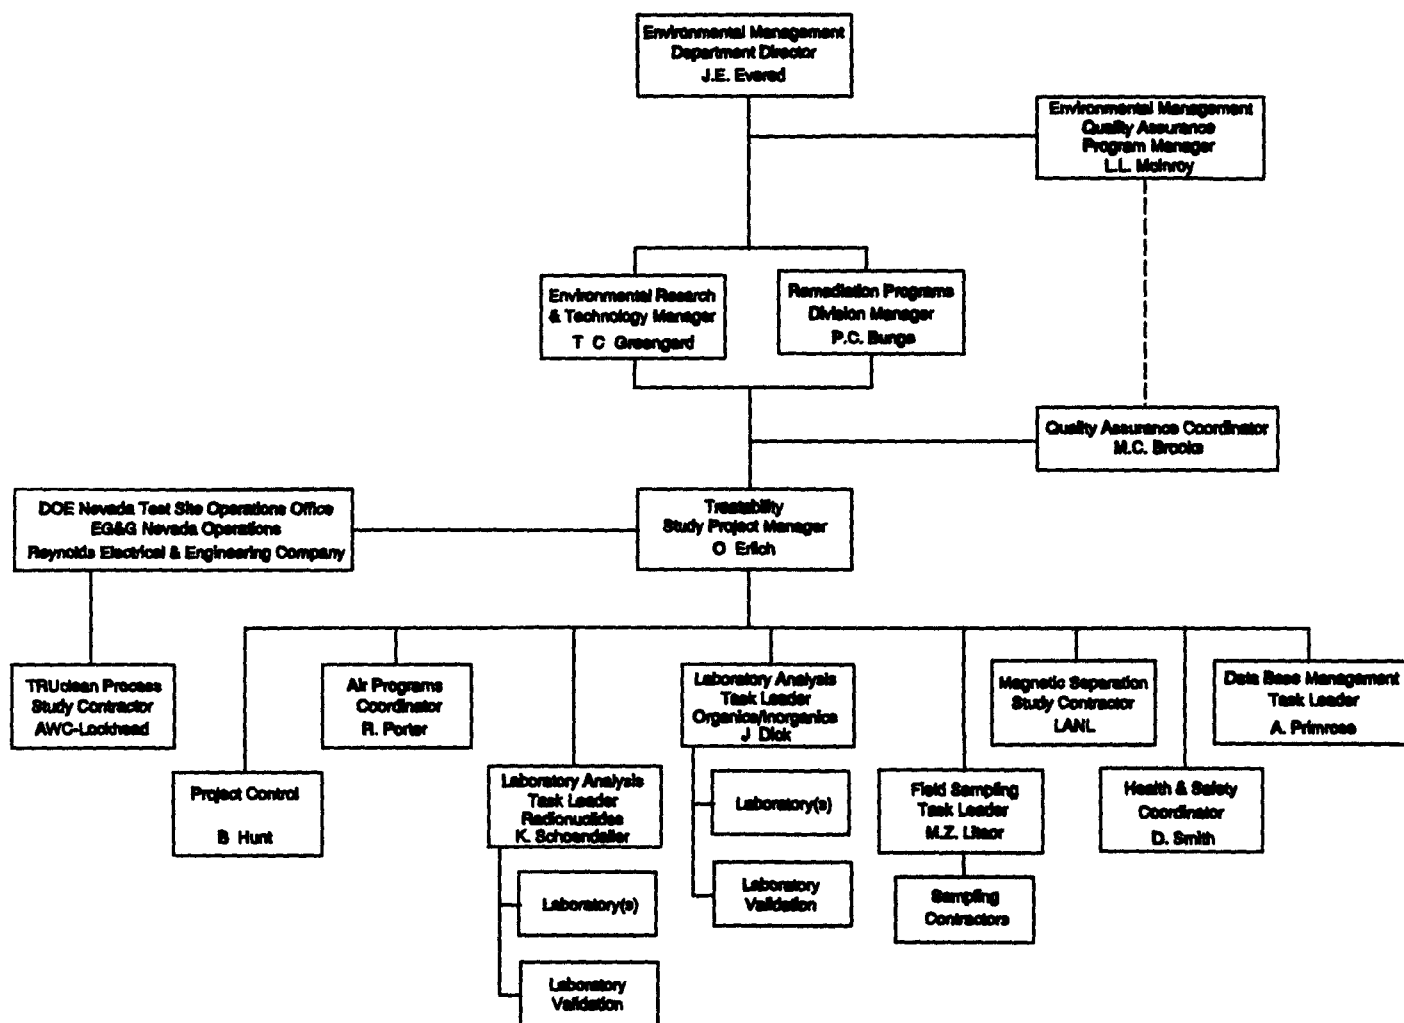 Environmental Management
Department Director
J.E. Evered
Environmental Management
Quality Assurance
Program Manager
L.L. McInroy
Environmental Resarch
& Technology Manager
T C Greengard
Remediation Programs
Division Manager
P.C. Bunge
Quality Assurance Coordinator
M.C. Brooks
DOE Nevada Test Site Operations Office
EG&G Nevada Operations
Reynolds Electrical & Engineering Company
Treatability
Study Project Manager
O Erlich
TRUclean Process
Study Contractor
AWC-Lockhead
Air Programs
Coordinator
R. Porter
Laboratory Analysis
Task Leader
Organics/Inorganics
J Dick
Magnetic Separation
Study Contractor
LANL
Data Base Management
Task Leader
A. Primrose
Project Control
B Hunt
Laboratory Analysis
Task Leader
Radionuclides
K. Schoendaller
Laboratory(s)
Field Sampling
Task Leader
M.Z. Litaor
Health & Safety
Coordinator
D. Smith
Laboratory(s)
Laboratory
Validation
Sampling
Contractors
Laboratory
Validation